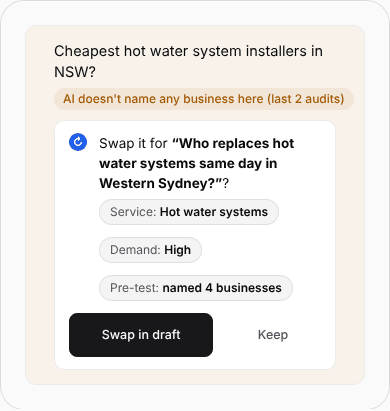 Cheapest hot water system installers in
NSW?
AI doesn't name any business here (last 2 audits)
Swap it for “Who replaces hot
water systems same day in
Western Sydney?”?
Service: Hot water systems
Demand: High
Pre-test: named 4 businesses
Swap in draft
Keep